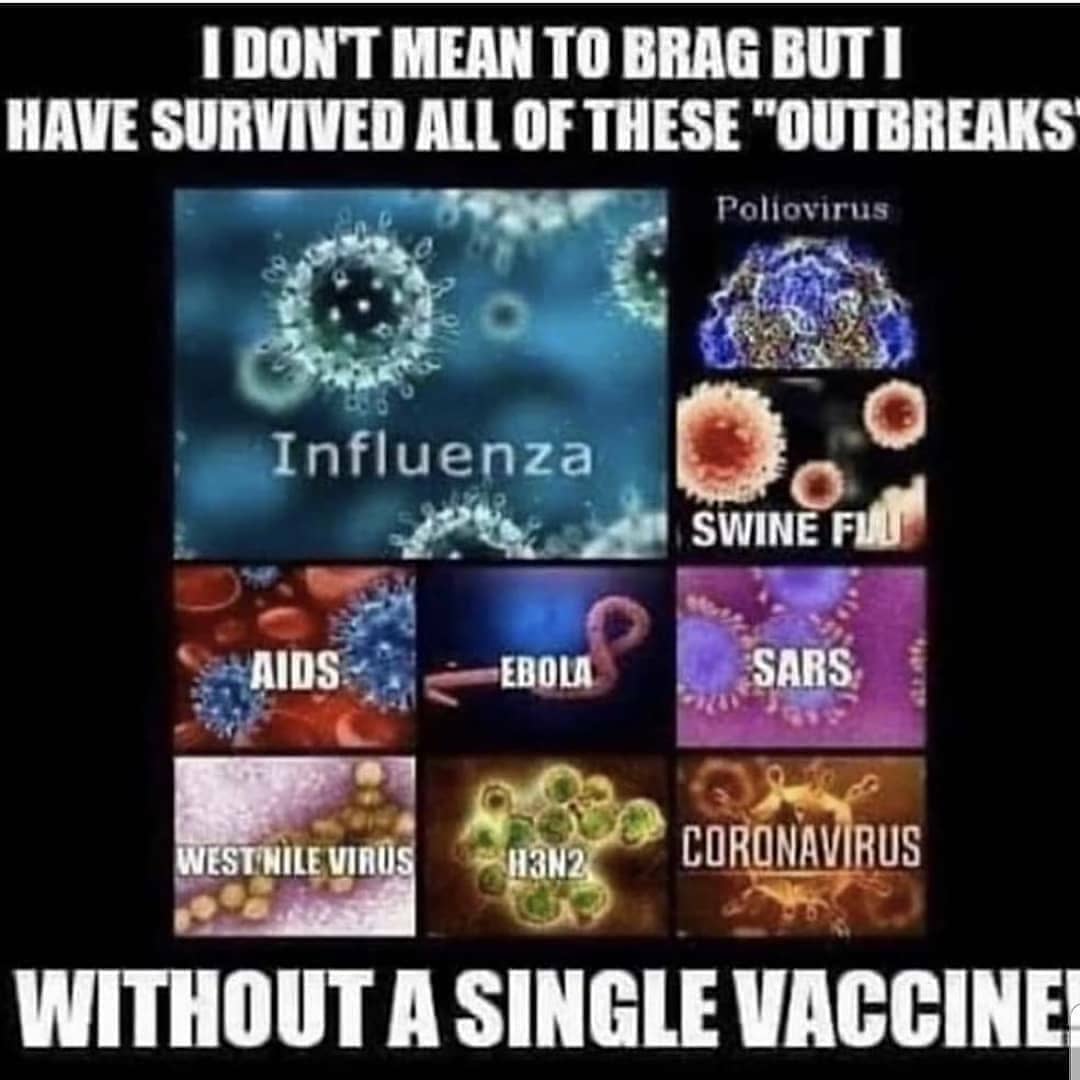 I DON'T MEAN TO BRAG BUT I
HAVE SURVIVED ALL OF THESE "OUTBREAKS"
Poliovirus
Influenza
SWINE FLU
AIDS
EBOLA
SARS
WEST NILE VIRUS
H3N2
CORONAVIRUS
WITHOUT A SINGLE VACCINE!